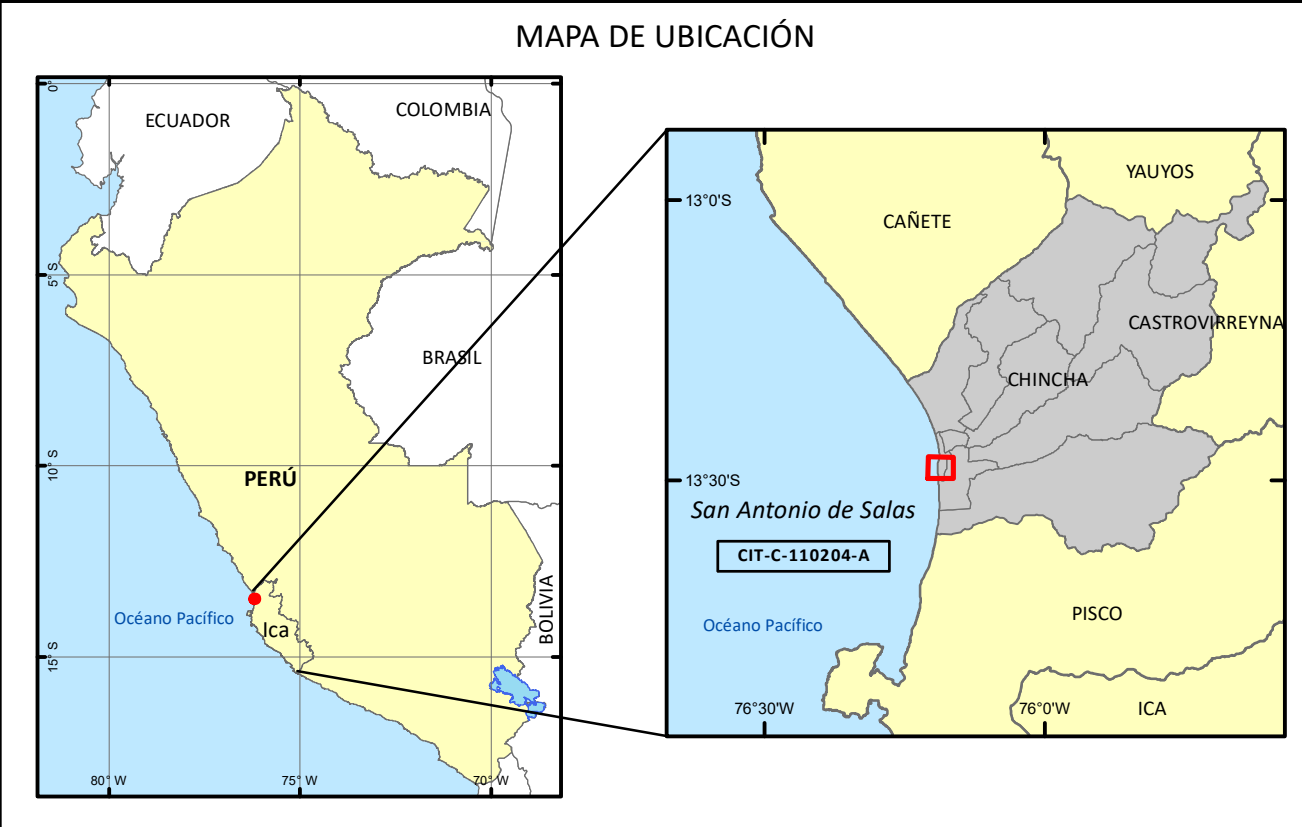 MAPA DE UBICACIÓN
0°
ECUADOR
COLOMBIA
5° S
BRASIL
10° S
PERÚ
Océano Pacífico
Ica
BOLIVIA
15° S
80° W
75° W
70° W
YAUYOS
13°0'S
CAÑETE
CASTROVIRREYNA
CHINCHA
13°30'S
San Antonio de Salas
CIT-C-110204-A
PISCO
Océano Pacífico
76°30'W
76°0'W
ICA